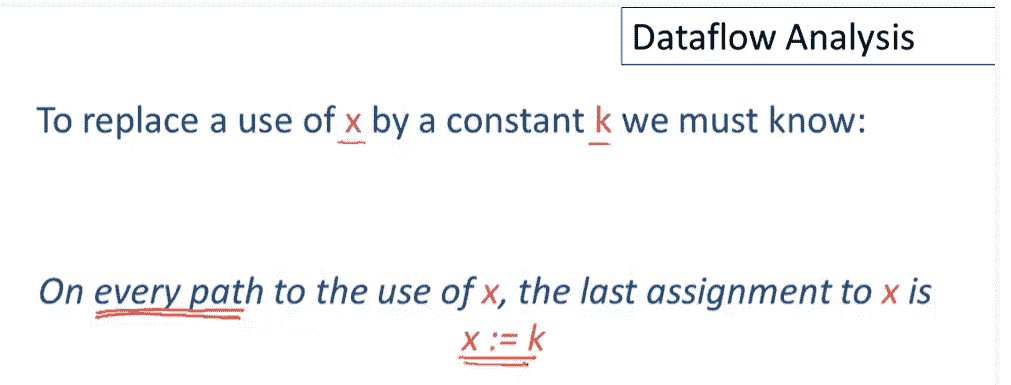 Dataflow Analysis
To replace a use of x by a constant k we must know:
On every path to the use of x, the last assignment to x is
x := k